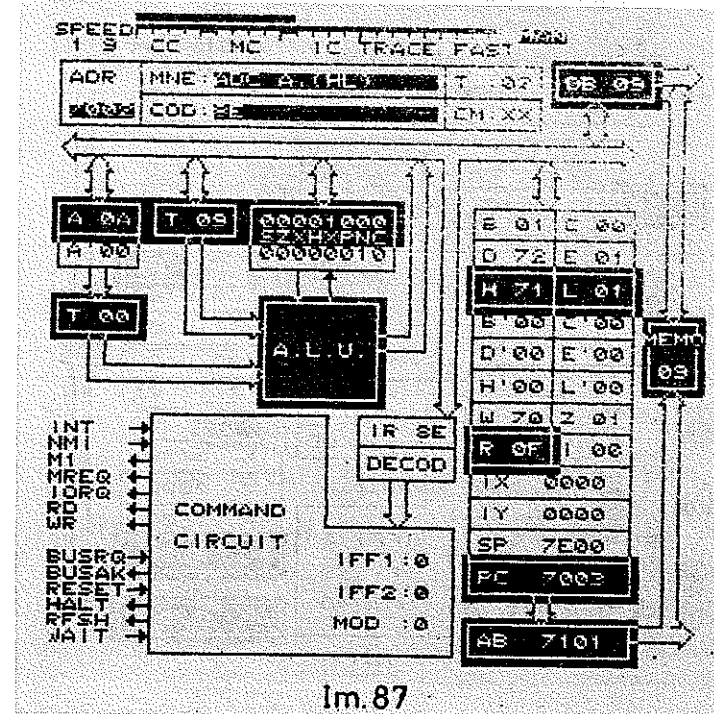 SPEED
1 9 CC MC IC TRACE FAST
ADR MNE: ADC A,(HL) T :02
COD: 8E CM:XX
A 0A T 09 00001000
SZXHXPNC
A'00 00000010
T 00
A.L.U.
B 01 C 00
D 72 E 01
H 71 L 01
B'00 C'00
D'00 E'00
H'00 L'00
W 70 Z 01
R 0F I 00
IX 0000
IY 0000
SP 7E00
PC 7003
AB 7101
MEMO
09
IR 8E
DECOD
INT
NMI
M1
MREQ
IORQ
RD
WR
BUSRQ
BUSAK
RESET
HALT
RFSH
WAIT
COMMAND
CIRCUIT
IFF1:0
IFF2:0
MOD :0
Im. 87